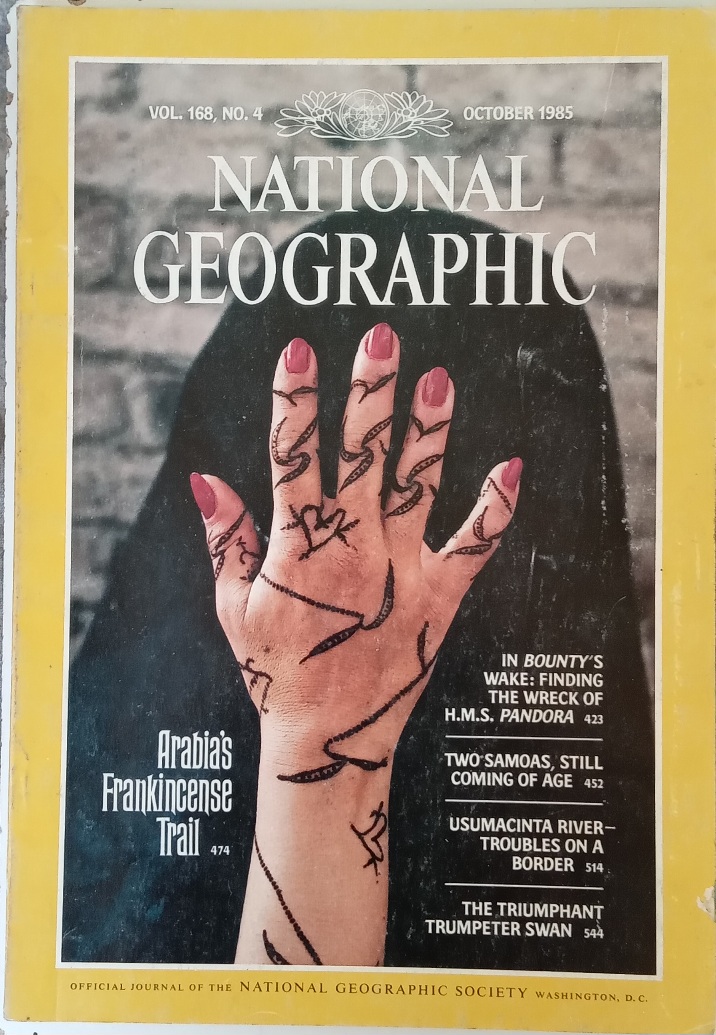 VOL. 168, NO. 4
OCTOBER 1985
NATIONAL
GEOGRAPHIC
IN BOUNTY'S
WAKE: FINDING
THE WRECK OF
H.M.S. PANDORA 423
TWO SAMOAS, STILL
COMING OF AGE 452
USUMACINTA RIVER—
TROUBLES ON A
BORDER 514
THE TRIUMPHANT
TRUMPETER SWAN 544
Arabia's
Frankincense
Trail 474
OFFICIAL JOURNAL OF THE NATIONAL GEOGRAPHIC SOCIETY WASHINGTON, D.C.